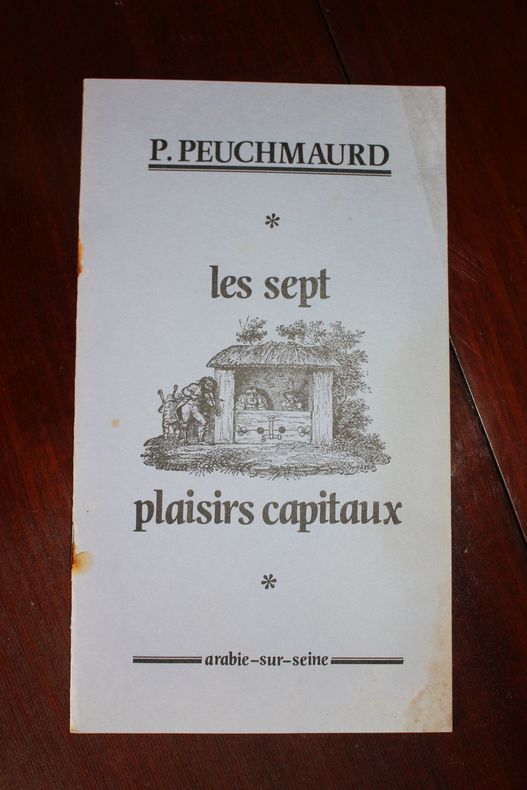 P. PEUCHMAURD
*
les sept
plaisirs capitaux
*
arabie-sur-seine